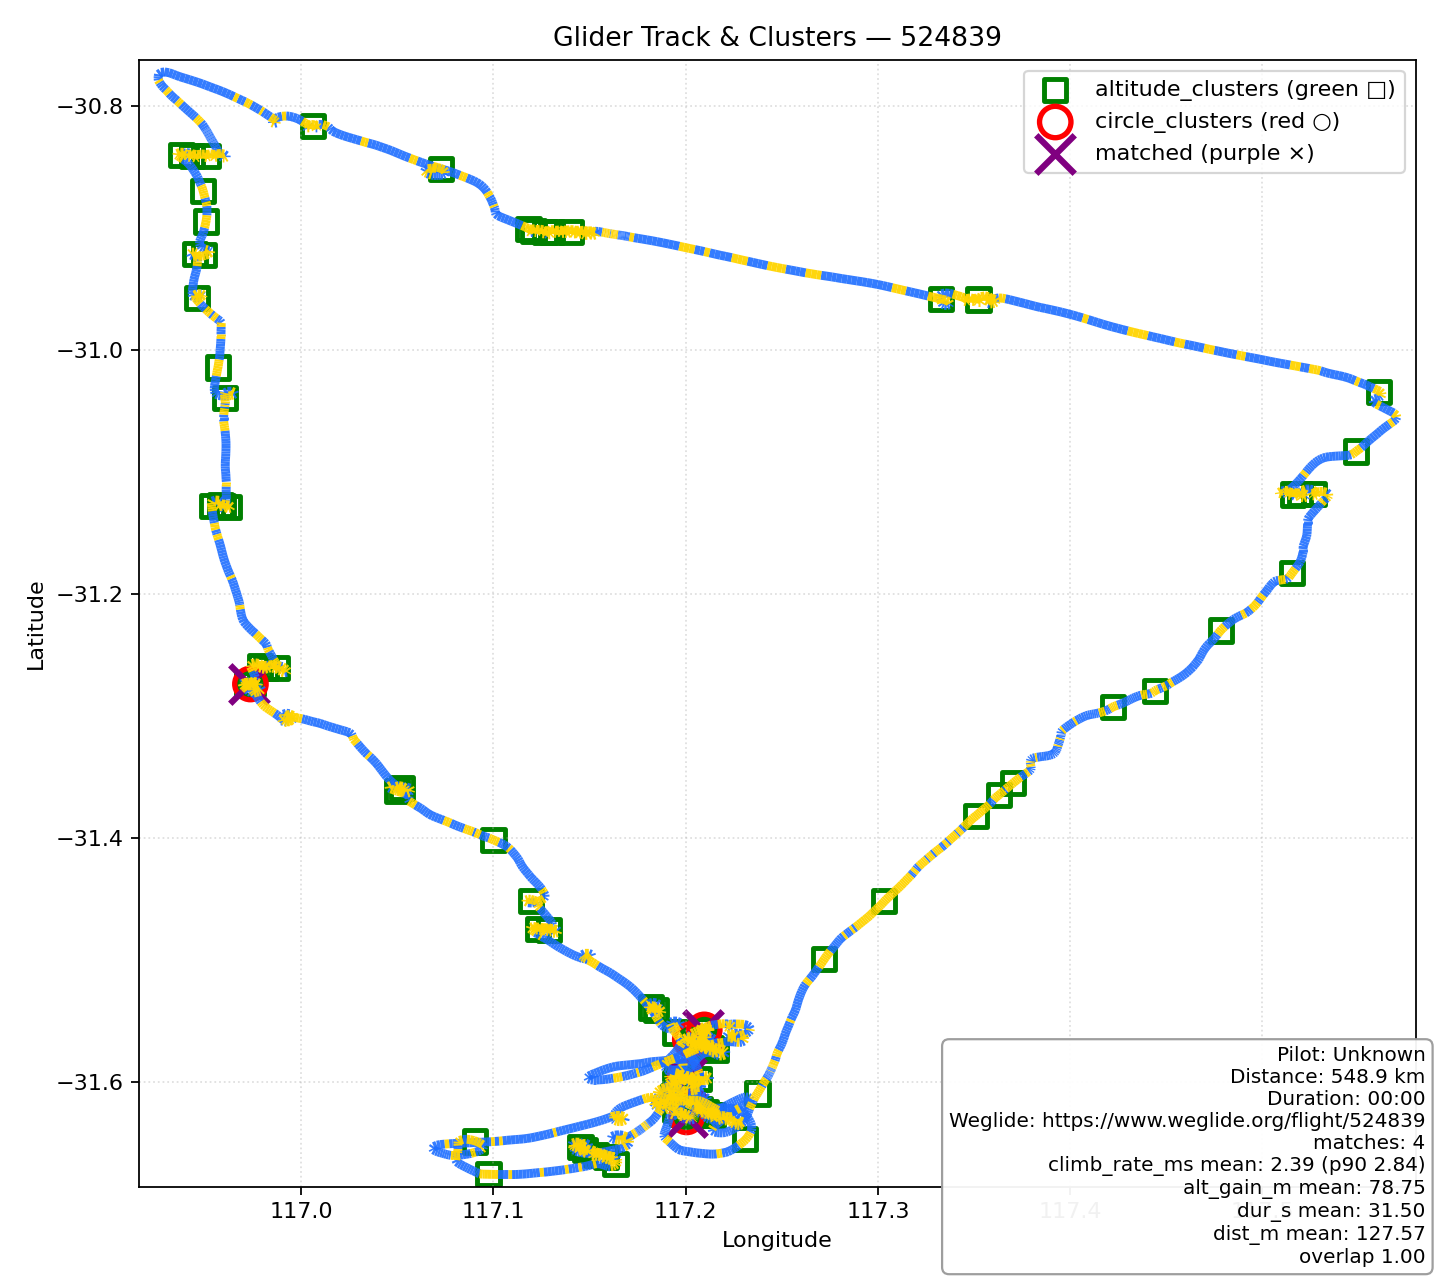 Glider Track & Clusters — 524839
altitude_clusters (green □)
circle_clusters (red ○)
matched (purple ×)
Latitude
−30.8
−31.0
−31.2
−31.4
−31.6
117.0
117.1
117.2
117.3
117.4
Longitude
Pilot: Unknown
Distance: 548.9 km
Duration: 00:00
Weglide: https://www.weglide.org/flight/524839
matches: 4
climb_rate_ms mean: 2.39 (p90 2.84)
alt_gain_m mean: 78.75
dur_s mean: 31.50
dist_m mean: 127.57
overlap 1.00